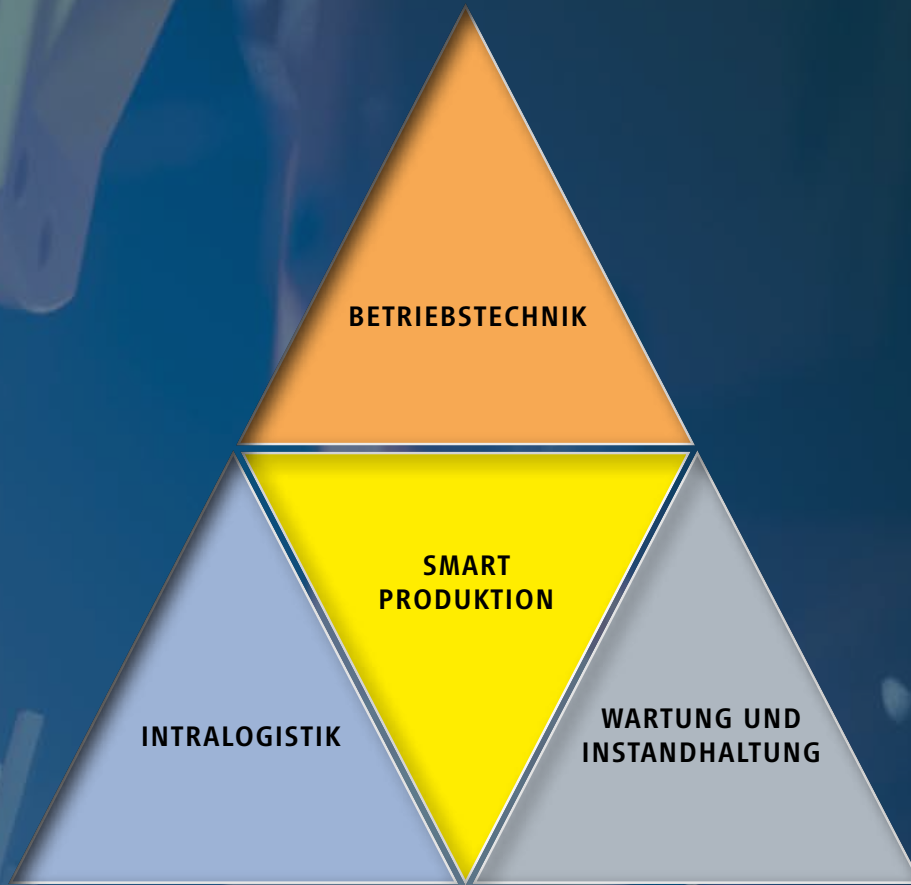 BETRIEBSTECHNIK
SMART
PRODUKTION
INTRALOGISTIK
WARTUNG UND
INSTANDHALTUNG